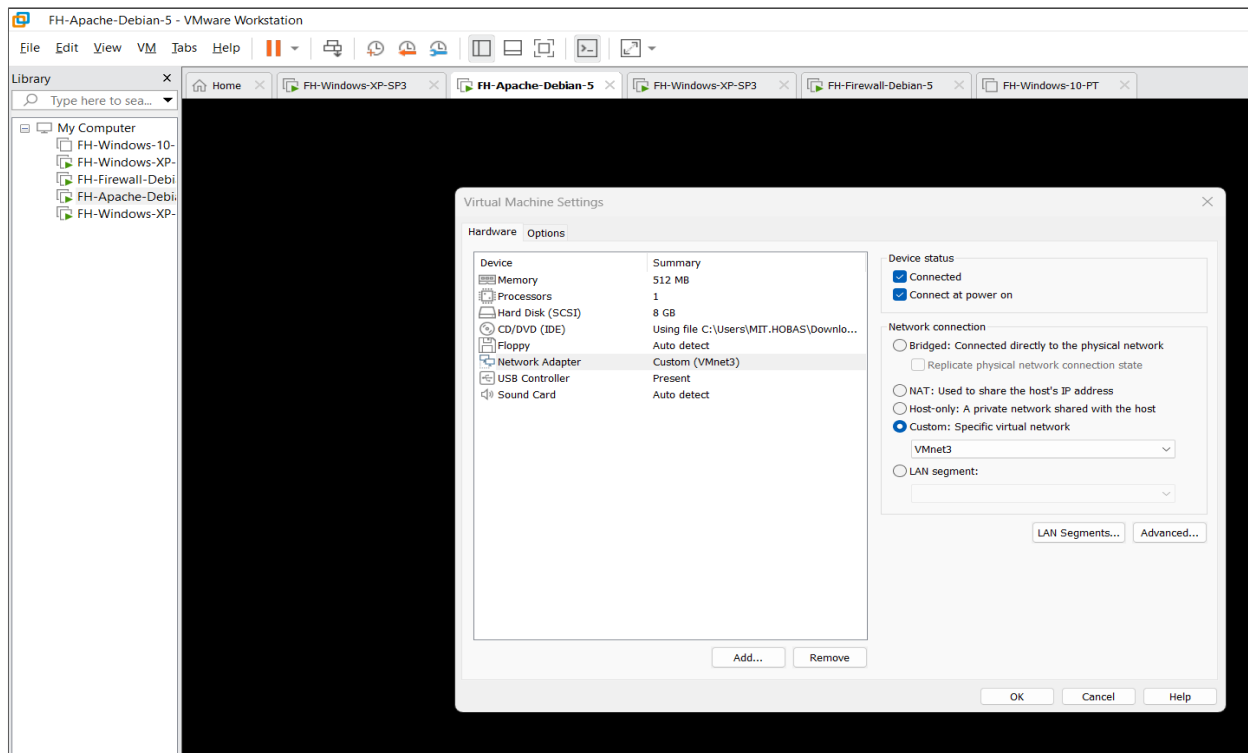 FH-Apache-Debian-5 - VMware Workstation
File Edit View VM Tabs Help
Library
Type here to sea...
Home
FH-Windows-XP-SP3
FH-Apache-Debian-5
FH-Windows-XP-SP3
FH-Firewall-Debian-5
FH-Windows-10-PT
My Computer
FH-Windows-10-
FH-Windows-XP-
FH-Firewall-Debi
FH-Apache-Debi
FH-Windows-XP-
Virtual Machine Settings
Hardware Options
Device Summary
Memory 512 MB
Processors 1
Hard Disk (SCSI) 8 GB
CD/DVD (IDE) Using file C:\Users\MIT.HOBAS\Downlo...
Floppy Auto detect
Network Adapter Custom (VMnet3)
USB Controller Present
Sound Card Auto detect
Add... Remove
Device status
Connected
Connect at power on
Network connection
Bridged: Connected directly to the physical network
Replicate physical network connection state
NAT: Used to share the host's IP address
Host-only: A private network shared with the host
Custom: Specific virtual network
VMnet3
LAN segment:
LAN Segments... Advanced...
OK Cancel Help